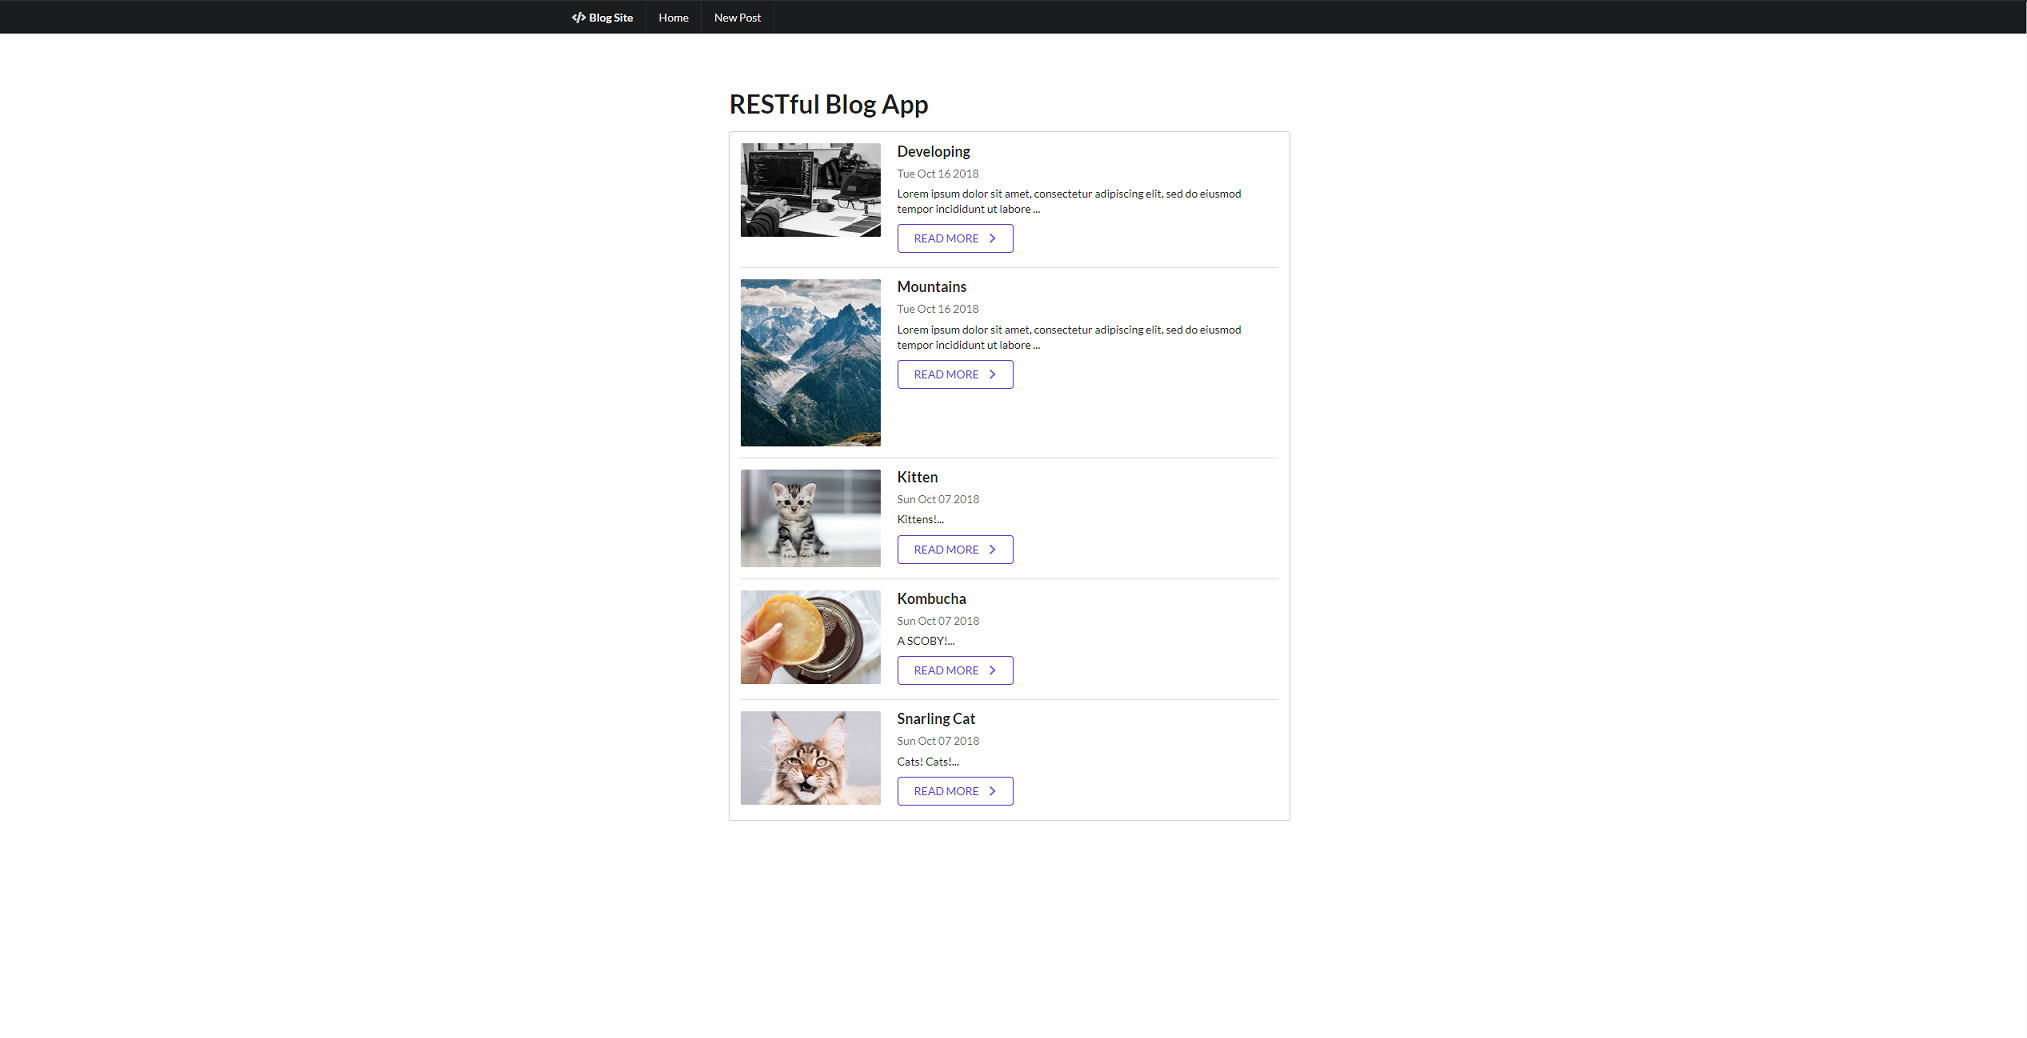 Blog Site
Home
New Post
RESTful Blog App
Developing
Tue Oct 16 2018
Lorem ipsum dolor sit amet, consectetur adipiscing elit, sed do eiusmod
tempor incididunt ut labore ...
READ MORE
Mountains
Tue Oct 16 2018
Lorem ipsum dolor sit amet, consectetur adipiscing elit, sed do eiusmod
tempor incididunt ut labore ...
READ MORE
Kitten
Sun Oct 07 2018
Kittens!...
READ MORE
Kombucha
Sun Oct 07 2018
A SCOBY!...
READ MORE
Snarling Cat
Sun Oct 07 2018
Cats! Cats!...
READ MORE